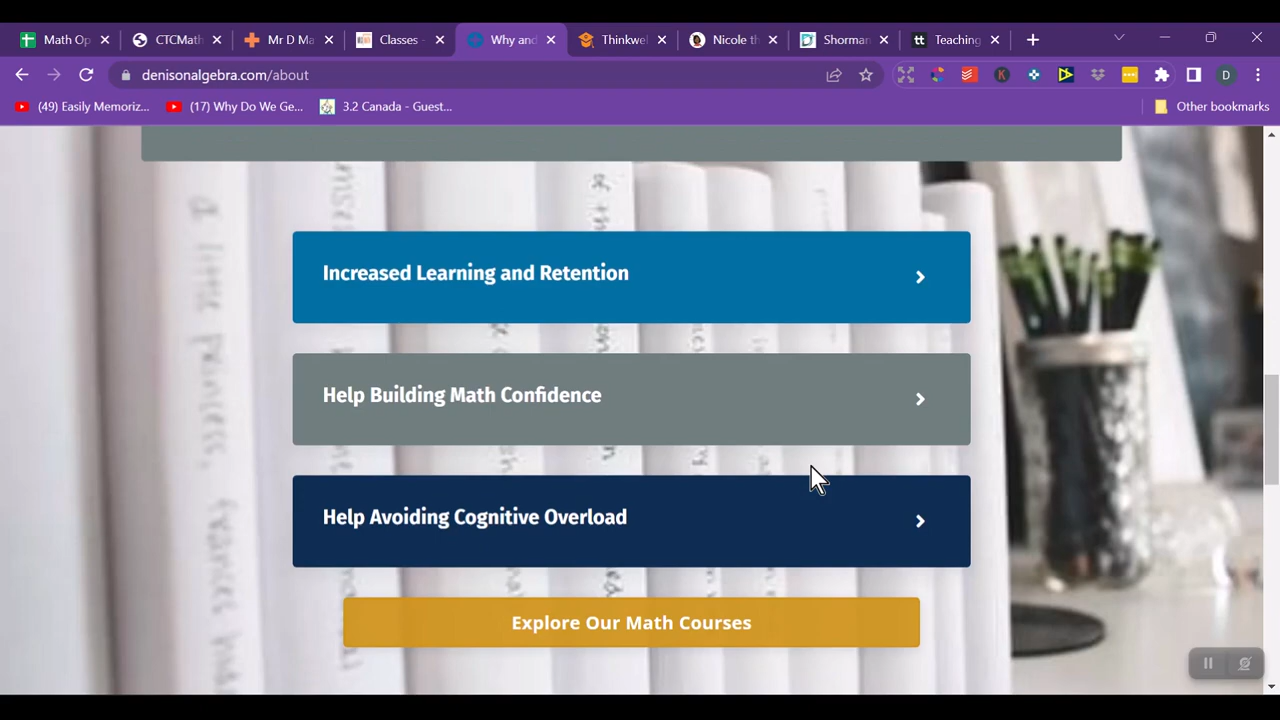 Math Op
CTCMath
Mr D Ma
Classes -
Why and
Thinkwel
Nicole th
Shorman
Teaching
denisonalgebra.com/about
D
(49) Easily Memoriz...
(17) Why Do We Ge...
3.2 Canada - Guest...
Other bookmarks
Increased Learning and Retention
Help Building Math Confidence
Help Avoiding Cognitive Overload
Explore Our Math Courses
a little princess,